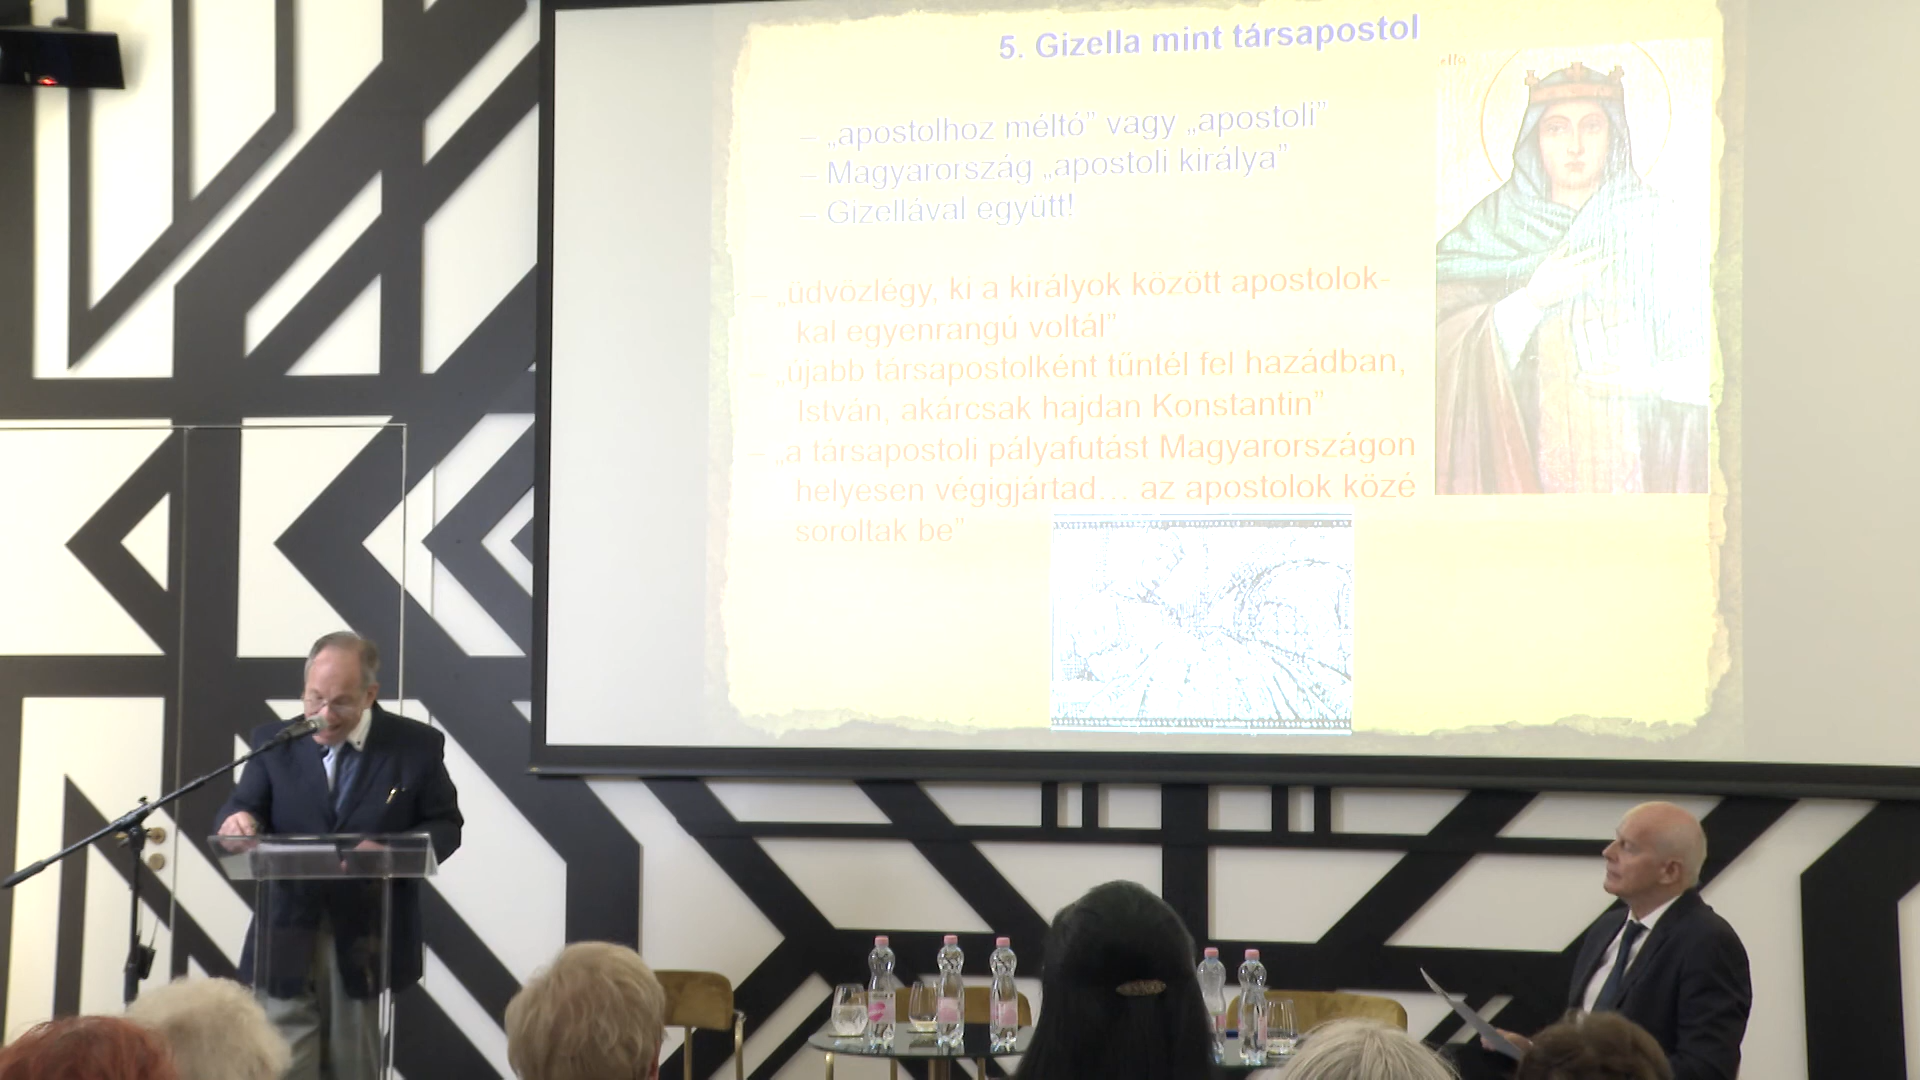 5. Gizella mint társapostol
– „apostolhoz méltó” vagy „apostoli”
– Magyarország „apostoli királya”
– Gizellával együtt!
– „üdvözlégy, ki a királyok között apostolok-
kal egyenrangú voltál”
– „újabb társapostolként tűntél fel hazádban,
István, akárcsak hajdan Konstantin”
– „a társapostoli pályafutást Magyarországon
helyesen végigjártad… az apostolok közé
soroltak be”